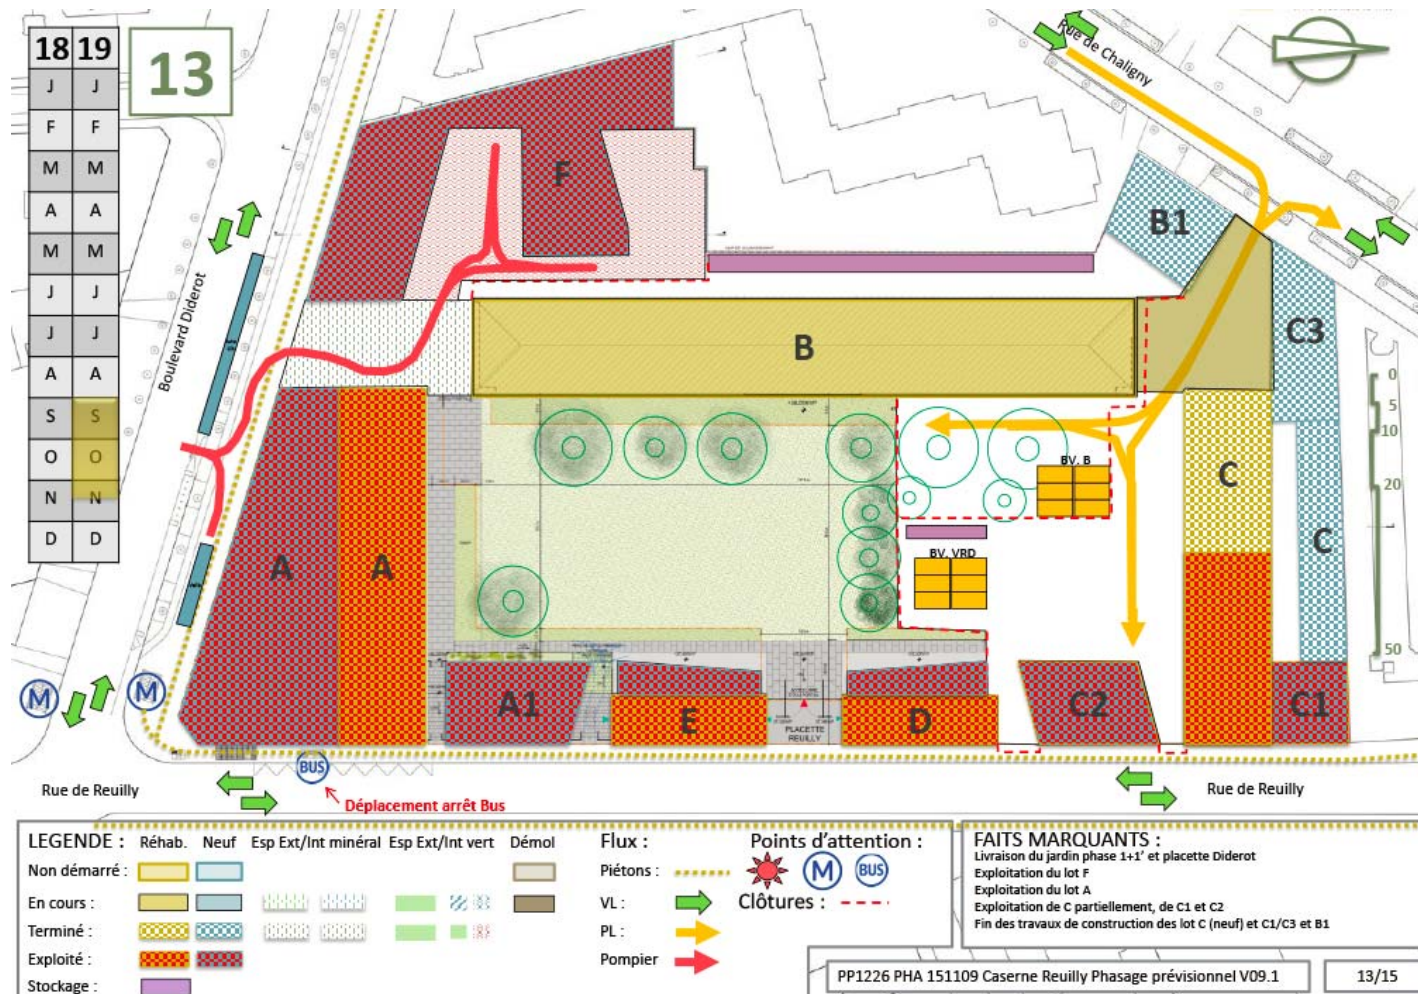 18 19
J J
F F
M M
A A
M M
J J
J J
A A
S S
O O
N N
D D
13
Boulevard Diderot
Rue de Chaligny
F
B1
B
C3
C
C
A
A
BV. B
BV. VRD
0
5
10
20
50
A1
E
D
C2
C1
PLACETTE
REUILLY
M
M
BUS
Déplacement arrêt Bus
Rue de Reuilly
Rue de Reuilly
LEGENDE : Réhab. Neuf Esp Ext/Int minéral Esp Ext/Int vert Démol
Non démarré :
En cours :
Terminé :
Exploité :
Stockage :
Flux :
Piétons :
VL :
PL :
Pompier
Points d'attention :
M BUS
Clôtures :
FAITS MARQUANTS :
Livraison du jardin phase 1+1' et placette Diderot
Exploitation du lot F
Exploitation du lot A
Exploitation de C partiellement, de C1 et C2
Fin des travaux de construction des lot C (neuf) et C1/C3 et B1
PP1226 PHA 151109 Caserne Reuilly Phasage prévisionnel V09.1
13/15